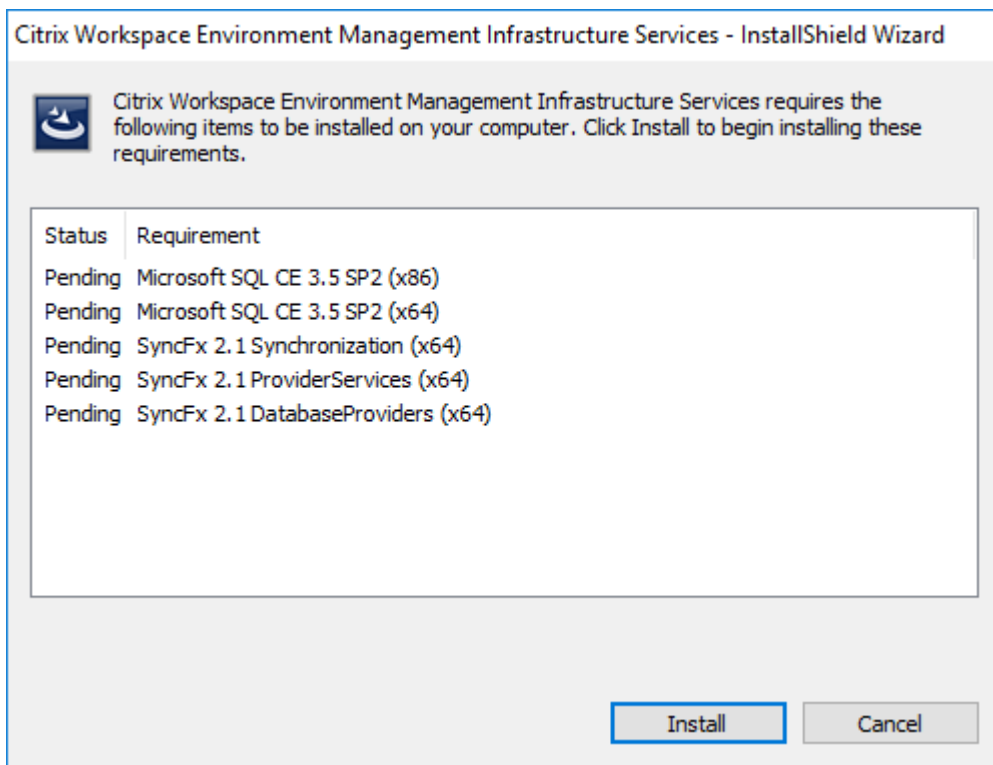 Citrix Workspace Environment Management Infrastructure Services - InstallShield Wizard
Citrix Workspace Environment Management Infrastructure Services requires the
following items to be installed on your computer. Click Install to begin installing these
requirements.
Status Requirement
Pending Microsoft SQL CE 3.5 SP2 (x86)
Pending Microsoft SQL CE 3.5 SP2 (x64)
Pending SyncFx 2.1 Synchronization (x64)
Pending SyncFx 2.1 ProviderServices (x64)
Pending SyncFx 2.1 DatabaseProviders (x64)
Install Cancel